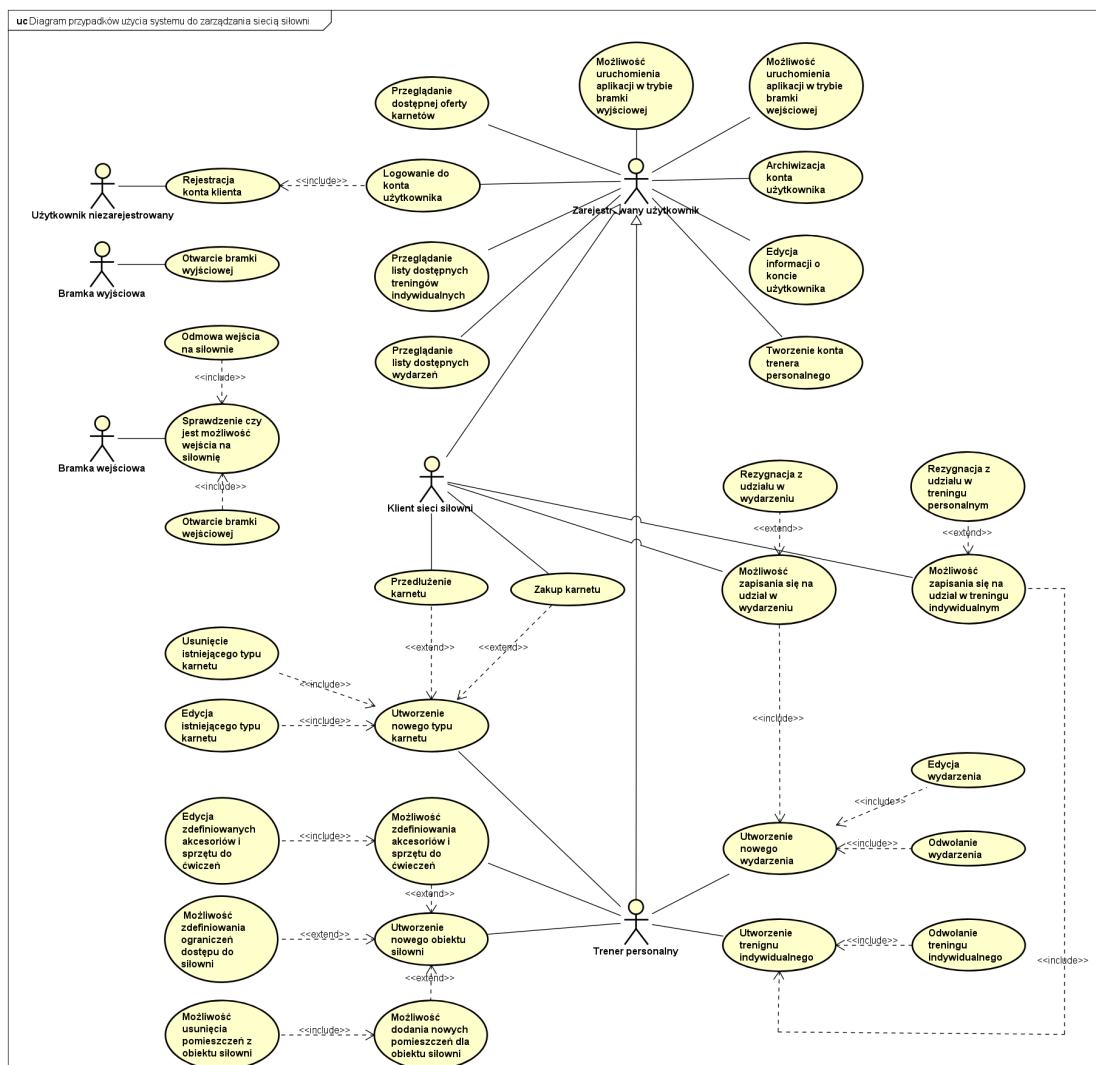 uc Diagram przypadków użycia systemu do zarządzania siecią siłowni
Możliwość
uruchomienia
aplikacji w trybie
bramki
wyjściowej
Możliwość
uruchomienia
aplikacji w trybie
bramki
wejściowej
Przeglądanie
dostępnej oferty
karnetów
Rejestracja
konta klienta
<<include>>
Logowanie do
konta
użytkownika
Archiwizacja
konta
użytkownika
Użytkownik niezarejestrowany
Zarejestrowany użytkownik
Otwarcie bramki
wyjściowej
Bramka wyjściowa
Przeglądanie
listy dostępnych
treningów
indywidualnych
Edycja
informacji o
koncie
użytkownika
Odmowa wejścia
na siłownie
<<include>>
Przeglądanie
listy dostępnych
wydarzeń
Tworzenie konta
trenera
personalnego
Sprawdzenie czy
jest możliwość
wejścia na
siłownię
Bramka wejściowa
<<include>>
Otwarcie bramki
wejściowej
Klient sieci siłowni
Rezygnacja z
udziału w
wydarzeniu
Rezygnacja z
udziału w
treningu
personalnym
<<extend>>
<<extend>>
Przedłużenie
karnetu
Zakup karnetu
Możliwość
zapisania się na
udział w
wydarzeniu
Możliwość
zapisania się na
udział w treningu
indywidualnym
Usunięcie
istniejącego typu
karnetu
<<extend>>
<<extend>>
<<include>>
Edycja
istniejącego typu
karnetu
<<include>>
Utworzenie
nowego typu
karnetu
<<include>>
Edycja
wydarzenia
<<include>>
Edycja
zdefiniowanych
akcesoriów i
sprzętu do
ćwiczeń
<<include>>
Możliwość
zdefiniowania
akcesoriów i
sprzętu do
ćwieczeń
Utworzenie
nowego
wydarzenia
<<include>>
Odwołanie
wydarzenia
<<extend>>
Możliwość
zdefiniowania
ograniczeń
dostępu do
siłowni
<<extend>>
Utworzenie
nowego obiektu
siłowni
Trener personalny
Utworzenie
trenignu
indywidualnego
<<include>>
Odwołanie
treningu
indywidualnego
<<include>>
<<extend>>
Możliwość
usunięcia
pomieszczeń z
obiektu siłowni
<<include>>
Możliwość
dodania nowych
pomieszczeń dla
obiektu siłowni